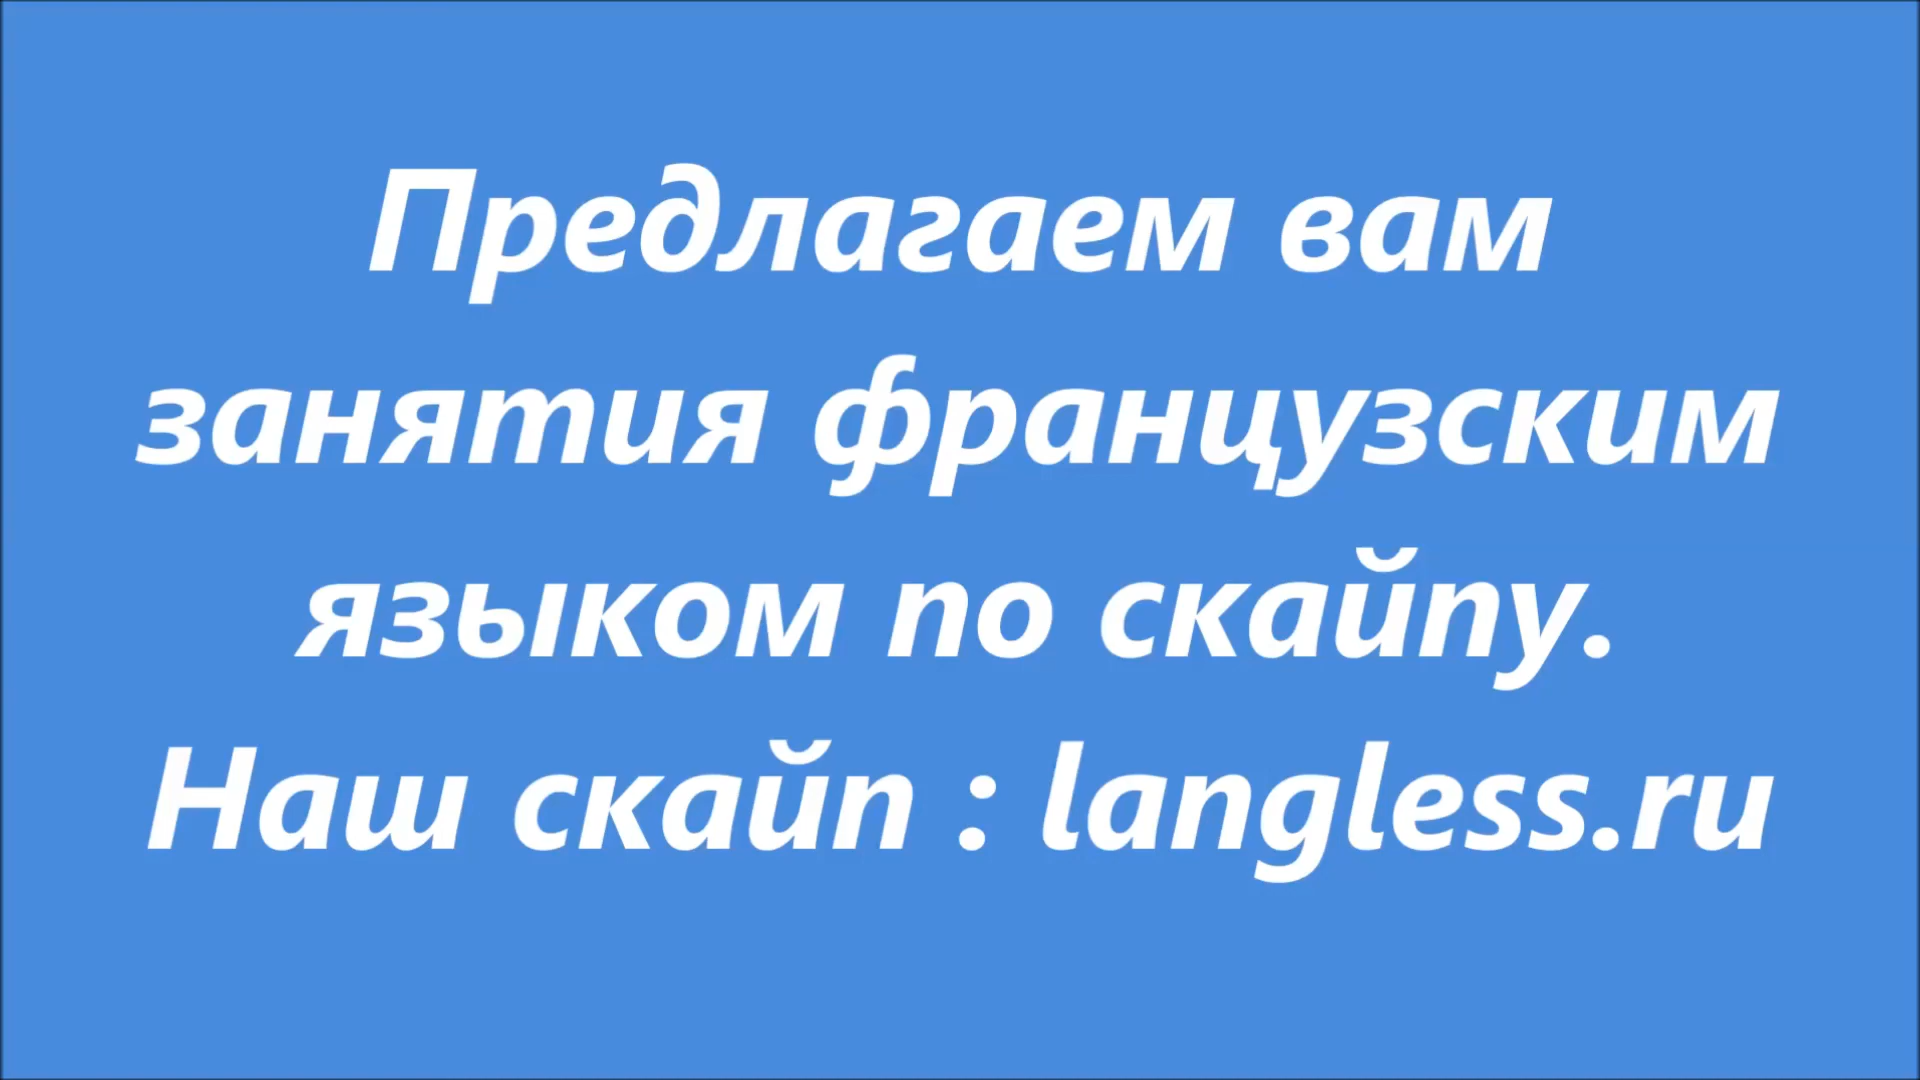 Предлагаем вам
занятия французским
языком по скайпу.
Наш скайп : langless.ru